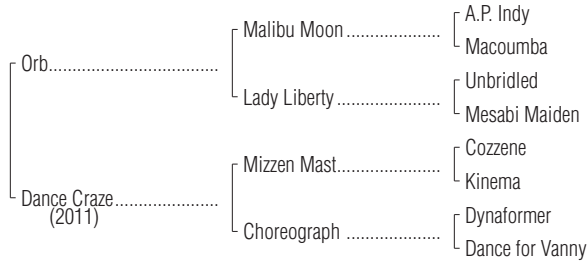 A.P. Indy
Malibu Moon
Macoumba
Orb
Unbridled
Lady Liberty
Mesabi Maiden
Cozzene
Mizzen Mast
Kinema
Dance Craze
(2011)
Dynaformer
Choreograph
Dance for Vanny